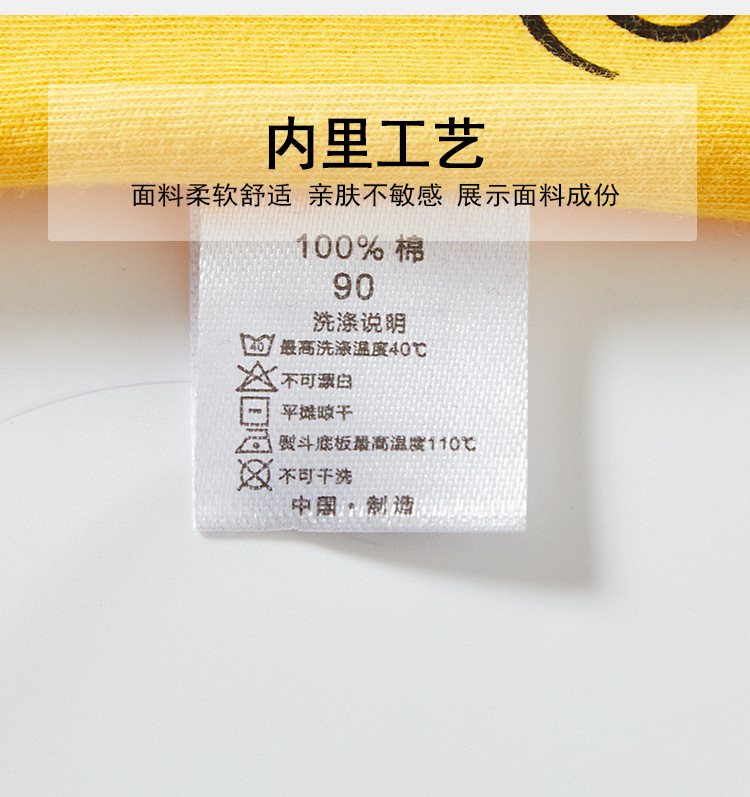 内里工艺
面料柔软舒适 亲肤不敏感 展示面料成份
100% 棉
90
洗涤说明
40 最高洗涤温度40℃
不可漂白
平摊晾干
熨斗底板最高温度110℃
不可干洗
中国·制造